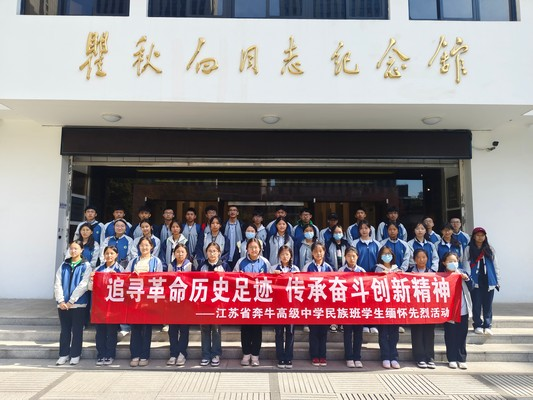 瞿秋白同志纪念馆
追寻革命历史足迹 传承奋斗创新精神
——江苏省奔牛高级中学民族班学生缅怀先烈活动